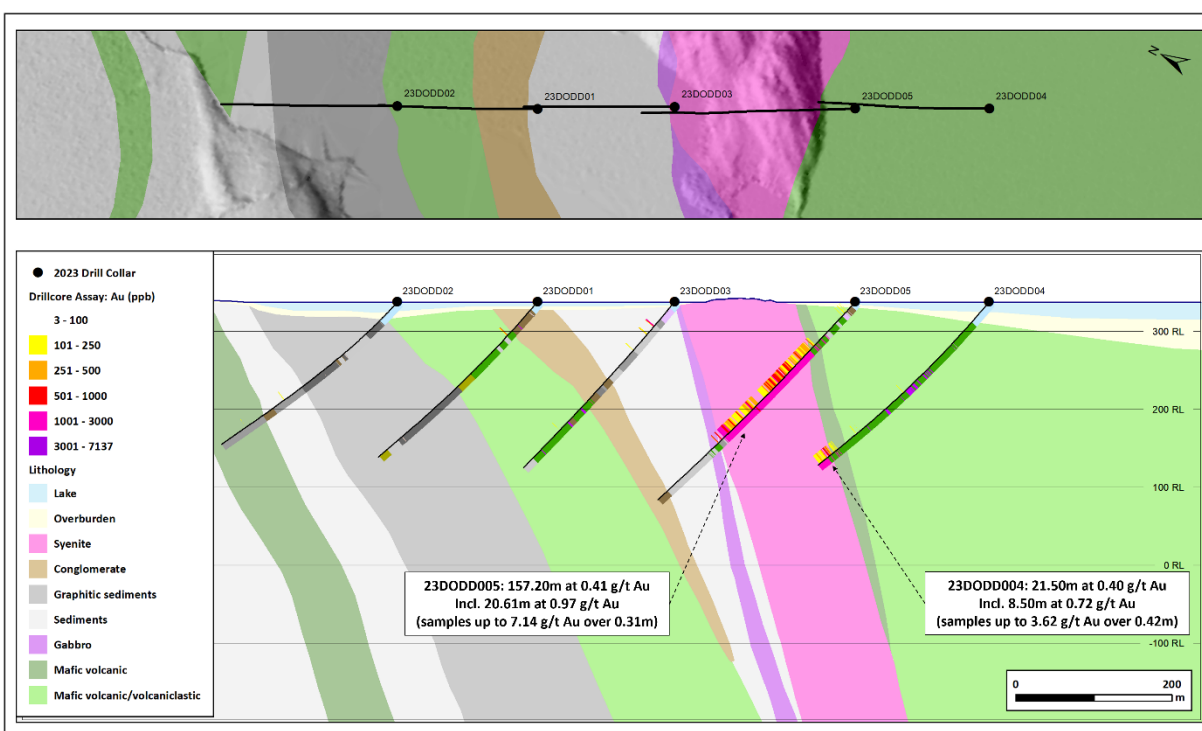 N
23DODD02
23DODD01
23DODD03
23DODD05
23DODD04
2023 Drill Collar
Drillcore Assay: Au (ppb)
3 - 100
101 - 250
251 - 500
501 - 1000
1001 - 3000
3001 - 7137
Lithology
Lake
Overburden
Syenite
Conglomerate
Graphitic sediments
Sediments
Gabbro
Mafic volcanic
Mafic volcanic/volcaniclastic
23DODD02
23DODD01
23DODD03
23DODD05
23DODD04
300 RL
200 RL
100 RL
0 RL
-100 RL
23DODD005: 157.20m at 0.41 g/t Au
Incl. 20.61m at 0.97 g/t Au
(samples up to 7.14 g/t Au over 0.31m)
23DODD004: 21.50m at 0.40 g/t Au
Incl. 8.50m at 0.72 g/t Au
(samples up to 3.62 g/t Au over 0.42m)
0 200
m